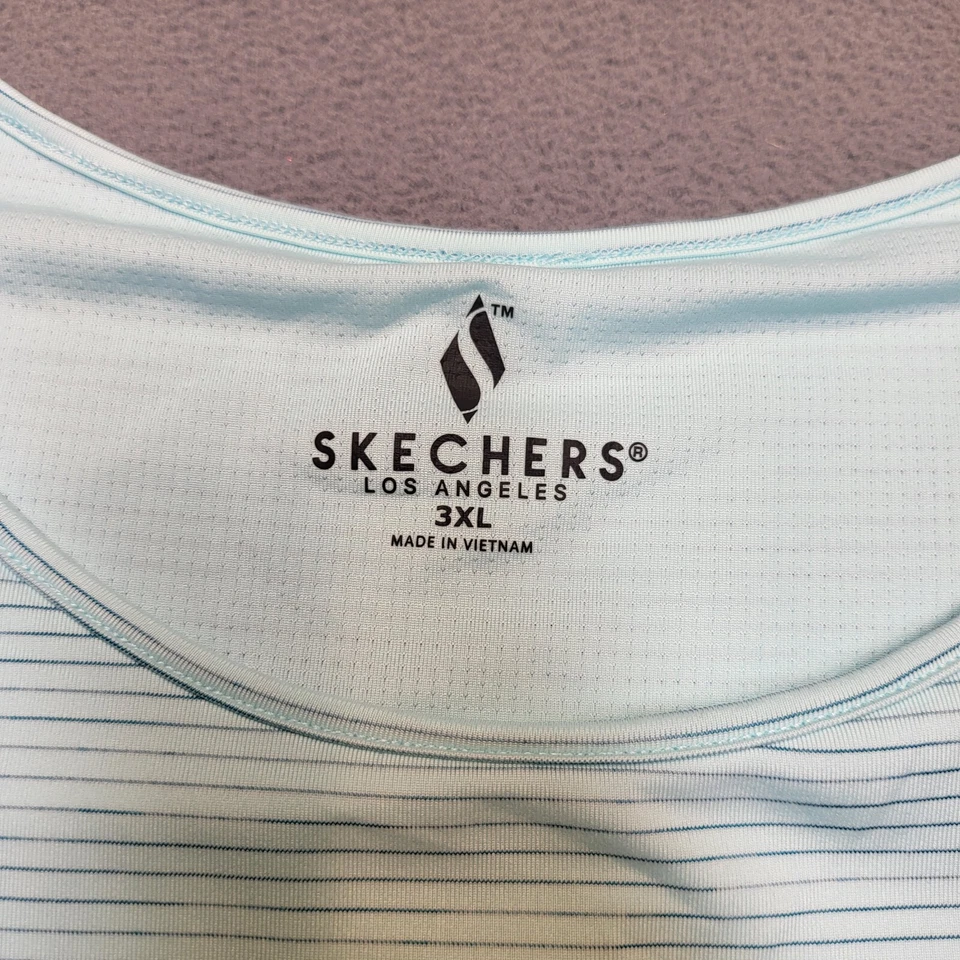 ™
SKECHERS®
LOS ANGELES
3XL
MADE IN VIETNAM